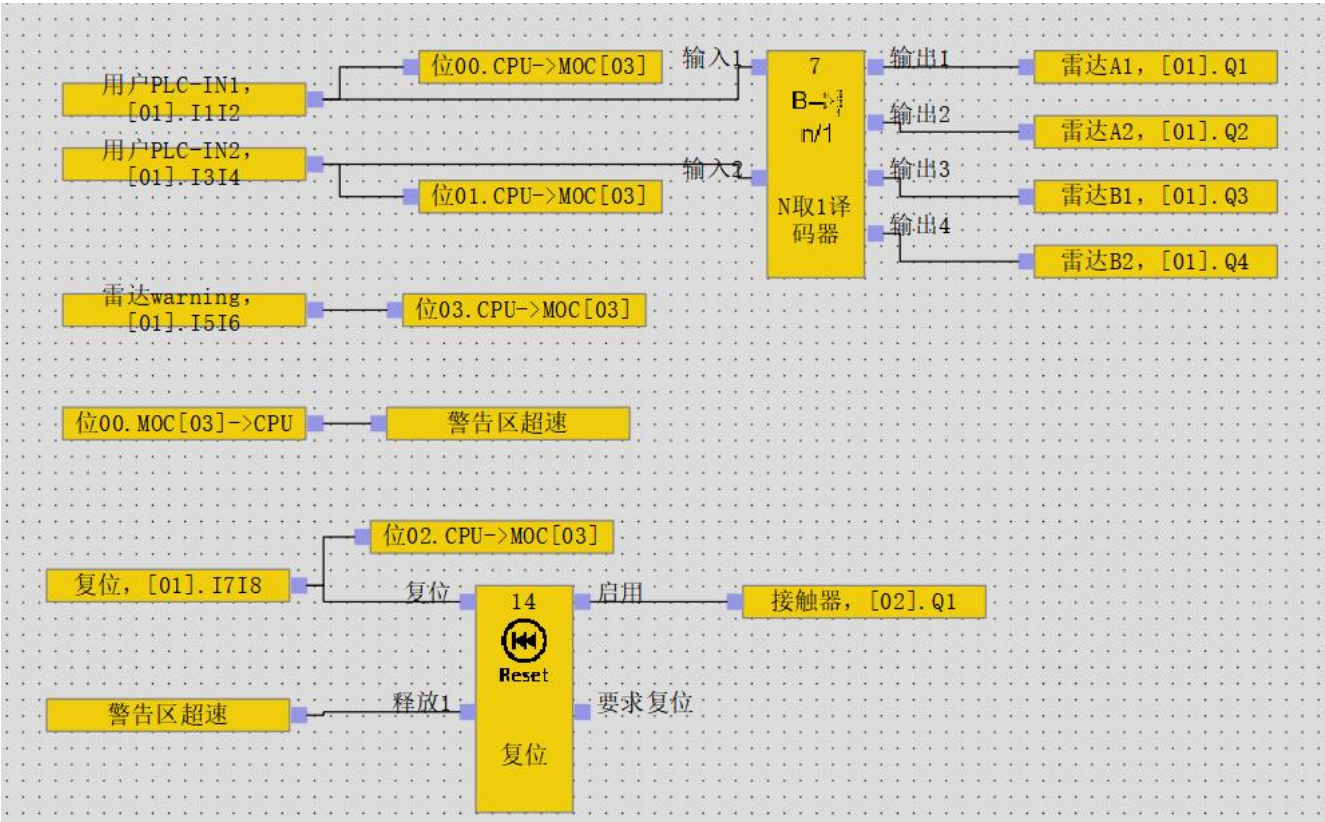 位00.CPU->MOC[03]
用户PLC-IN1，
[01].I1I2
用户PLC-IN2，
[01].I3I4
位01.CPU->MOC[03]
输入1
输入2
7
B
n/1
N取1译
码器
输出1
输出2
输出3
输出4
雷达A1，[01].Q1
雷达A2，[01].Q2
雷达B1，[01].Q3
雷达B2，[01].Q4
雷达warning，
[01].I5I6
位03.CPU->MOC[03]
位00.MOC[03]->CPU
警告区超速
位02.CPU->MOC[03]
复位，[01].I7I8
复位
14
Reset
复位
启用
接触器，[02].Q1
警告区超速
释放1
要求复位